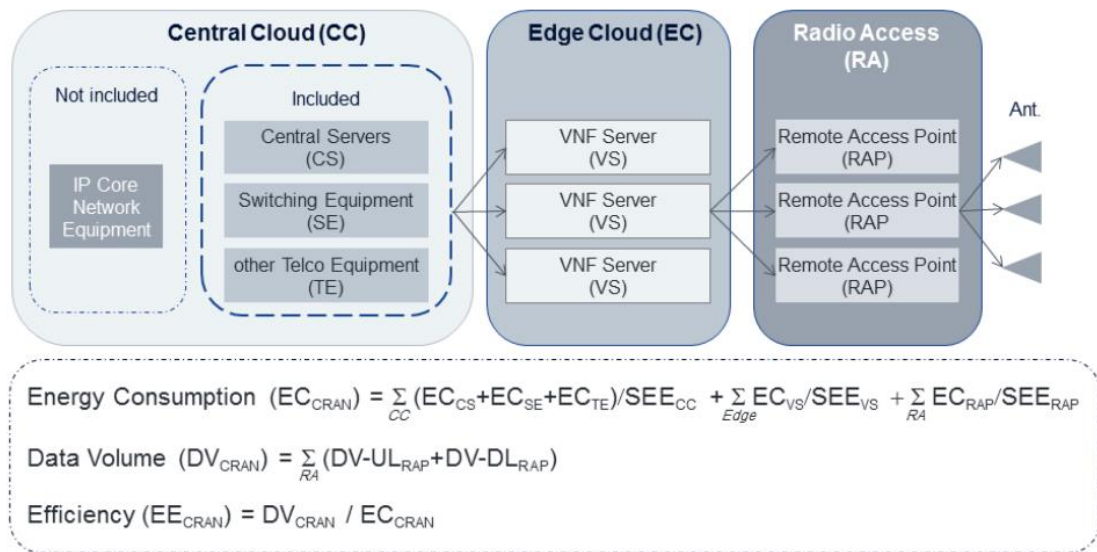 Central Cloud (CC)
Not included
IP Core
Network
Equipment
Included
Central Servers
(CS)
Switching Equipment
(SE)
other Telco Equipment
(TE)
Edge Cloud (EC)
VNF Server
(VS)
VNF Server
(VS)
VNF Server
(VS)
Radio Access
(RA)
Remote Access Point
(RAP)
Remote Access Point
(RAP
Remote Access Point
(RAP)
Ant.
Energy Consumption (EC_CRAN) = Σ_CC (EC_CS+EC_SE+EC_TE)/SEE_CC + Σ_Edge EC_VS/SEE_VS + Σ_RA EC_RAP/SEE_RAP
Data Volume (DV_CRAN) = Σ_RA (DV-UL_RAP+DV-DL_RAP)
Efficiency (EE_CRAN) = DV_CRAN / EC_CRAN